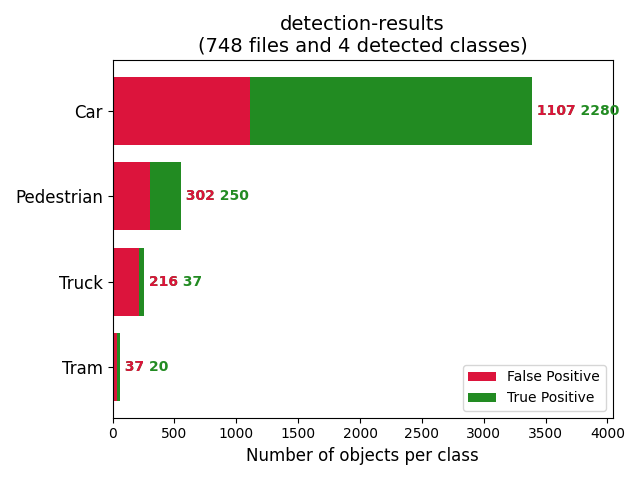 detection-results
(748 files and 4 detected classes)
Car
1107 2280
Pedestrian
302 250
Truck
216 37
Tram
37 20
False Positive
True Positive
0 500 1000 1500 2000 2500 3000 3500 4000
Number of objects per class